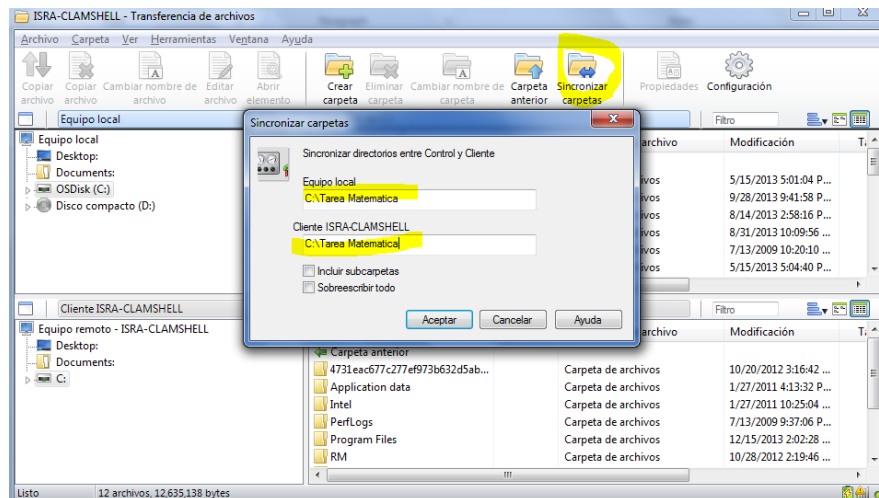 ISRA-CLAMSHELL - Transferencia de archivos
Archivo Carpeta Ver Herramientas Ventana Ayuda
Copiar archivo
Copiar archivo
Cambiar nombre de archivo
Editar archivo
Abrir elemento
Crear carpeta
Eliminar carpeta
Cambiar nombre de carpeta
Carpeta anterior
Sincronizar carpetas
Propiedades
Configuración
Equipo local
Filtro
Equipo local
Desktop:
Documents:
OSDisk (C:)
Disco compacto (D:)
archivo Modificación
ivos 5/15/2013 5:01:04 P...
ivos 9/28/2013 9:41:58 P...
ivos 8/14/2013 2:58:16 P...
ivos 8/31/2013 10:09:56 ...
ivos 7/13/2009 10:20:10 ...
ivos 5/15/2013 5:04:40 P...
Sincronizar carpetas
Sincronizar directorios entre Control y Cliente
Equipo local
C:\Tarea Matematica
Cliente ISRA-CLAMSHELL
C:\Tarea Matematica
Incluir subcarpetas
Sobreescribir todo
Aceptar Cancelar Ayuda
Cliente ISRA-CLAMSHELL
Filtro
Equipo remoto - ISRA-CLAMSHELL
Desktop:
Documents:
C:
archivo Modificación
Carpeta anterior
4731eac677c277ef973b632d5ab... Carpeta de archivos 10/20/2012 3:16:42 ...
Application data Carpeta de archivos 1/27/2011 4:13:32 P...
Intel Carpeta de archivos 1/27/2011 10:25:04 ...
PerfLogs Carpeta de archivos 7/13/2009 9:37:06 P...
Program Files Carpeta de archivos 12/15/2013 2:02:28 ...
RM Carpeta de archivos 10/28/2012 2:19:46 ...
Listo 12 archivos, 12,635,138 bytes